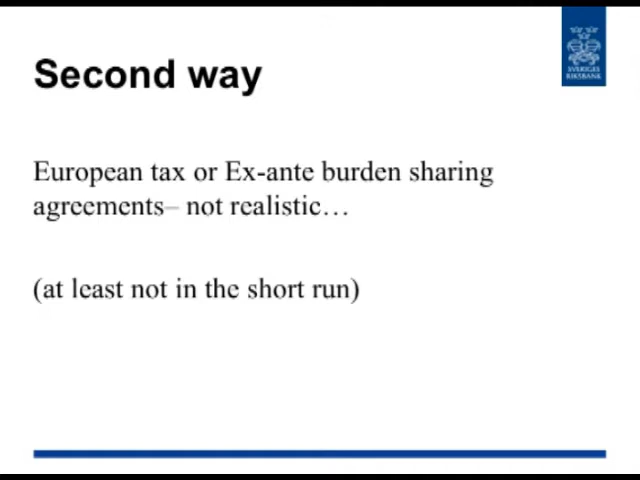 Second way
SVERIGES
RIKSBANK
European tax or Ex-ante burden sharing
agreements– not realistic…
(at least not in the short run)